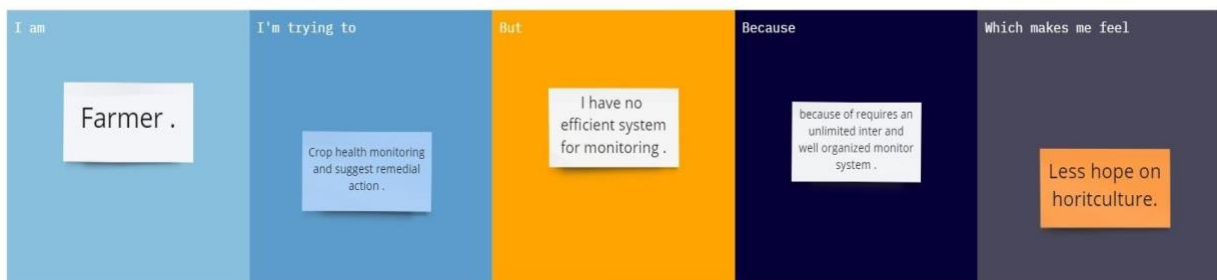 I am
Farmer .
I'm trying to
Crop health monitoring
and suggest remedial
action .
But
I have no
efficient system
for monitoring .
Because
because of requires an
unlimited inter and
well organized monitor
system .
Which makes me feel
Less hope on
horitculture.